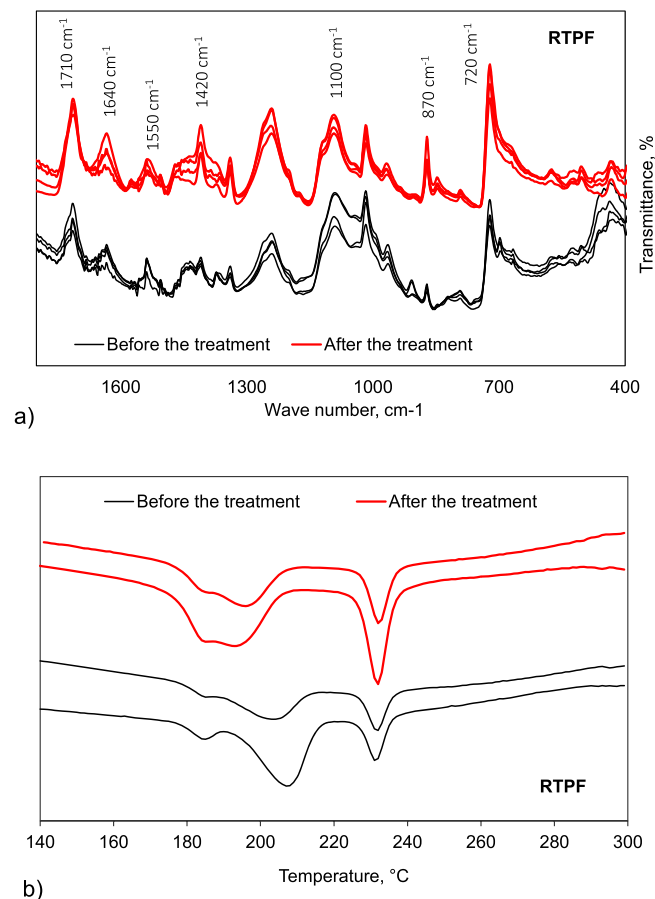 1710 cm-1
1640 cm-1
1550 cm-1
1420 cm-1
1100 cm-1
870 cm-1
720 cm-1
RTPF
Transmittance, %
Before the treatment
After the treatment
1600 1300 1000 700 400
Wave number, cm-1
a)
Before the treatment
After the treatment
RTPF
140 160 180 200 220 240 260 280 300
Temperature, °C
b)